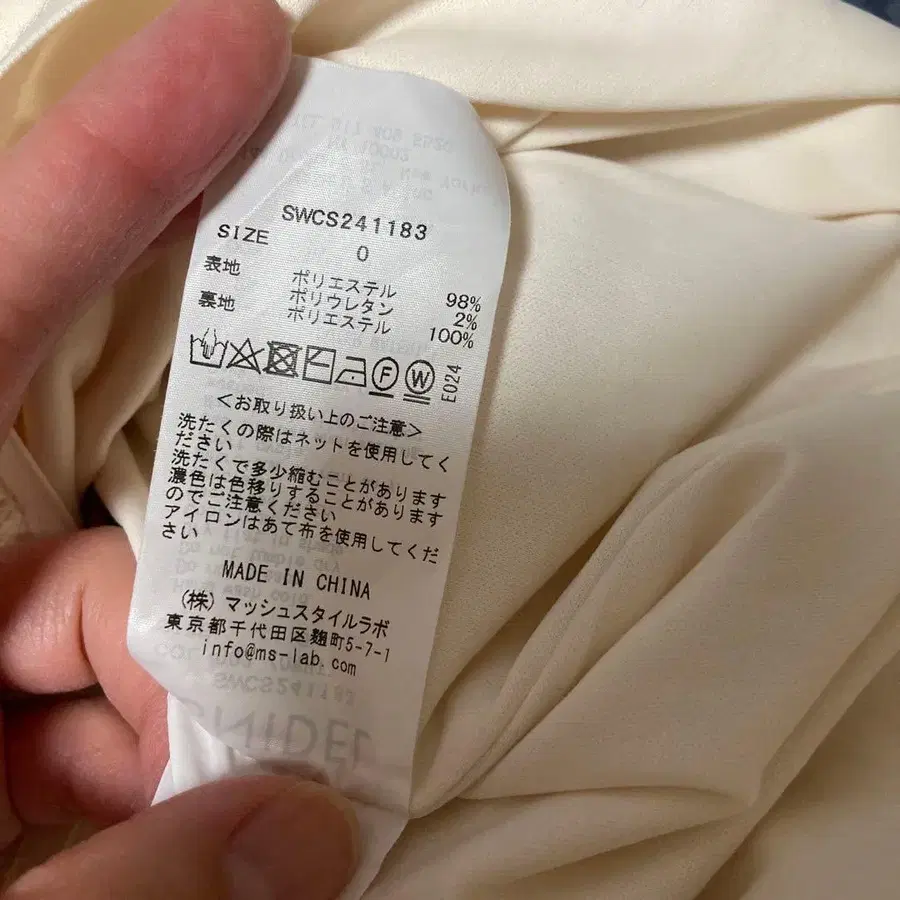 SWCS241183
SIZE 0
表地 ポリエステル 98%
ポリウレタン 2%
裏地 ポリエステル 100%
F W E024
<お取り扱い上のご注意>
洗たくの際はネットを使用してく
ださい
洗たくで多少縮むことがあります
濃色は色移りすることがあります
のでご注意ください
アイロンはあて布を使用してくだ
さい
MADE IN CHINA
(株) マッシュスタイルラボ
東京都千代田区麹町5-7-1
info@ms-lab.com
SWCS241183
SNIDEL